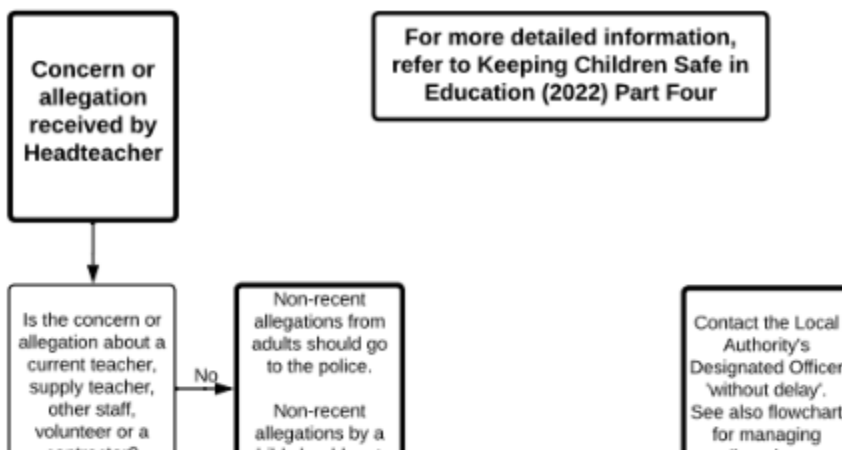 Concern or
allegation
received by
Headteacher
For more detailed information,
refer to Keeping Children Safe in
Education (2022) Part Four
Is the concern or
allegation about a
current teacher,
supply teacher,
other staff,
volunteer or a
No
Non-recent
allegations from
adults should go
to the police.
Non-recent
allegations by a
Contact the Local
Authority's
Designated Officer
'without delay'.
See also flowchart
for managing